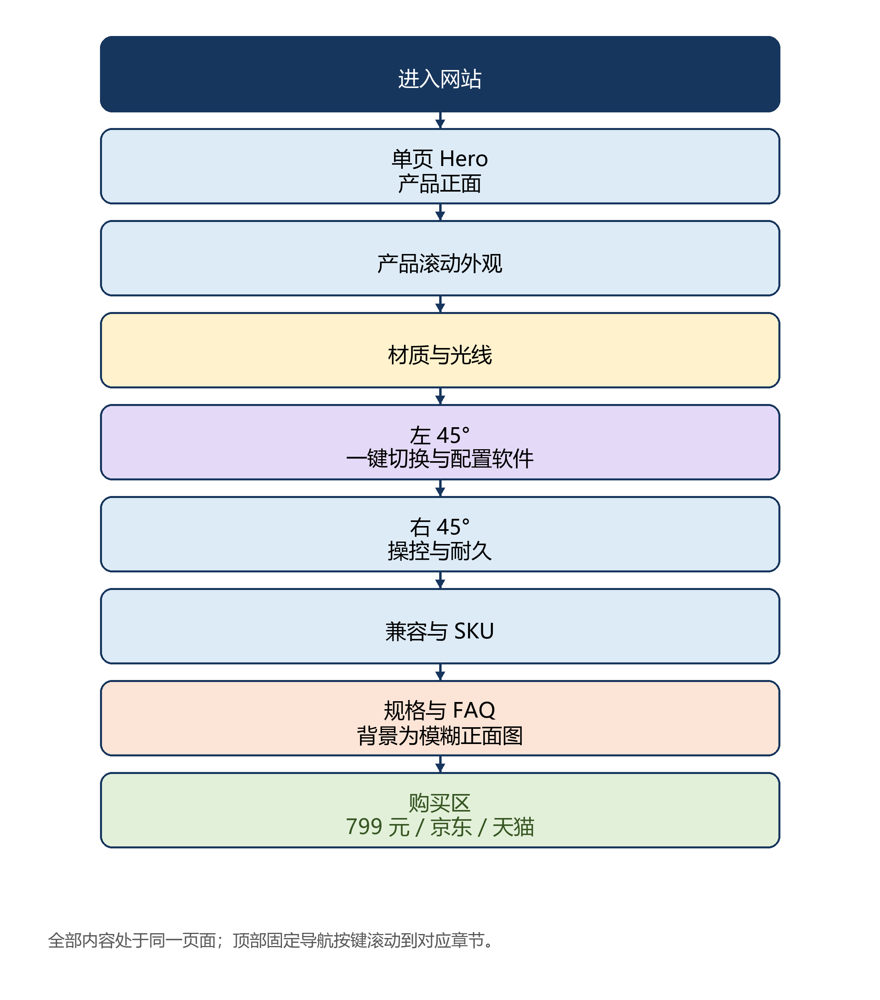 进入网站
单页 Hero
产品正面
产品滚动外观
材质与光线
左 45°
一键切换与配置软件
右 45°
操控与耐久
兼容与 SKU
规格与 FAQ
背景为模糊正面图
购买区
799 元 / 京东 / 天猫
全部内容处于同一页面；顶部固定导航按键滚动到对应章节。